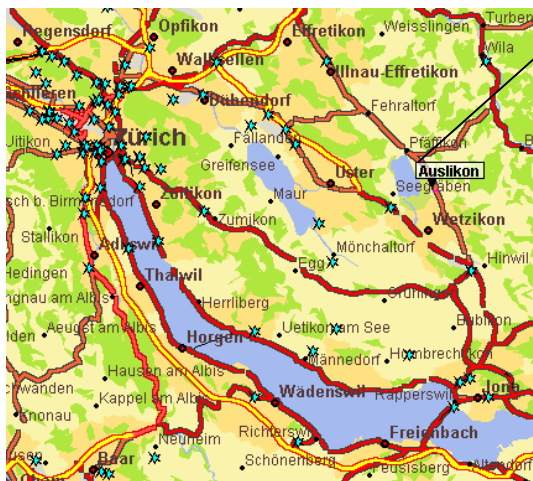 Regensdorf
Opfikon
Effretikon
Weisslingen
Turben
Wallisellen
Wila
Illnau-Effretikon
Dübendorf
Fehraltorf
Zürich
Fällanden
Pfäffikon
Uitikon
Greifensee
Uster
Auslikon
Seegräben
Maur
Zollikon
Zumikon
Wetzikon
Stallikon
Mönchaltorf
Adliswil
Hedingen
Egg
Hinwil
Thalwil
Grüningen
Herrliberg
Bubikon
Aeugst am Albis
Uetikon am See
Horgen
Männedorf
Hombrechtikon
Hausen am Albis
Kappel am Albis
Wädenswil
Rapperswil
Jona
Knonau
Richterswil
Freienbach
Neuheim
Baar
Schönenberg
Feusisberg
Altendorf